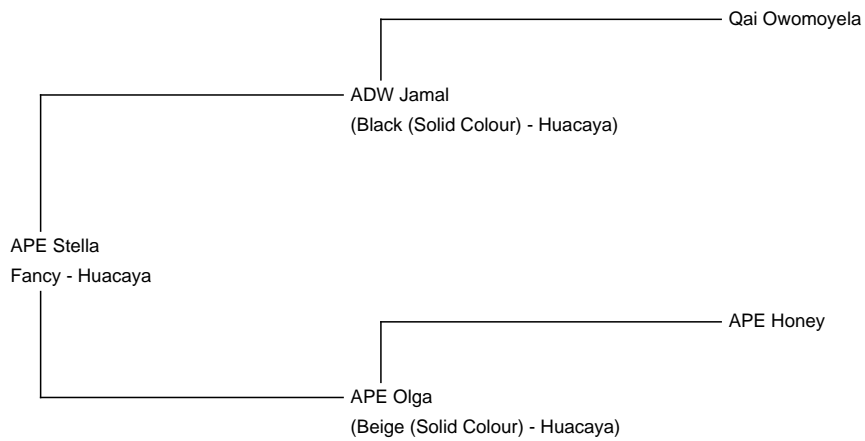 Qai Owomoyela
ADW Jamal
(Black (Solid Colour) - Huacaya)
APE Stella
Fancy - Huacaya
APE Honey
APE Olga
(Beige (Solid Colour) - Huacaya)